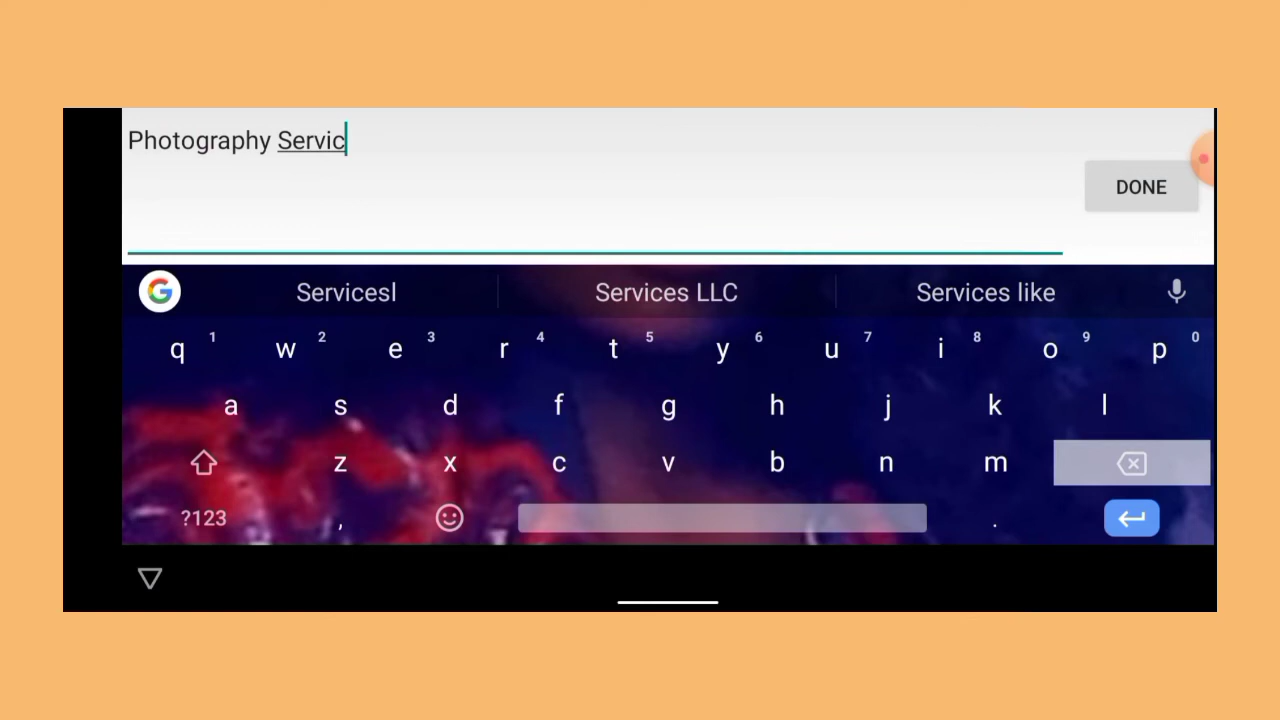 Photography Servic
DONE
Servicesl Services LLC Services like
q 1 w 2 e 3 r 4 t 5 y 6 u 7 i 8 o 9 p 0
a s d f g h j k l
z x c v b n m
?123 , .